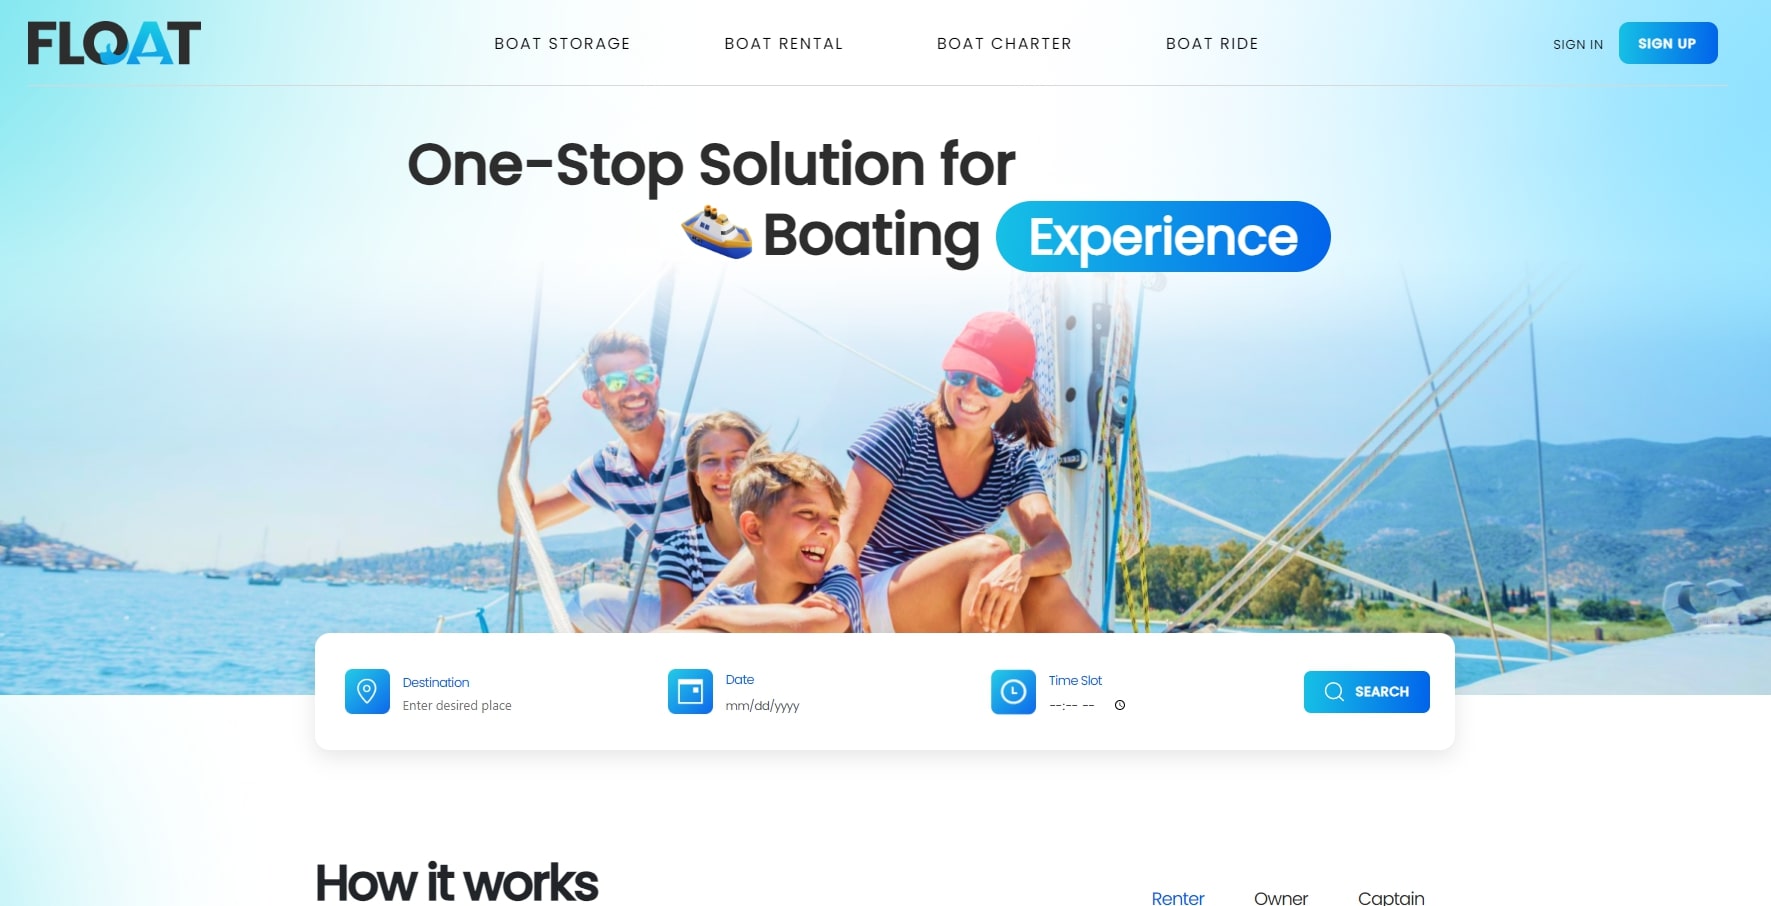 FLOAT
BOAT STORAGE
BOAT RENTAL
BOAT CHARTER
BOAT RIDE
SIGN IN
SIGN UP
One-Stop Solution for
Boating Experience
Destination
Enter desired place
Date
mm/dd/yyyy
Time Slot
--:-- --
SEARCH
How it works
Renter
Owner
Captain